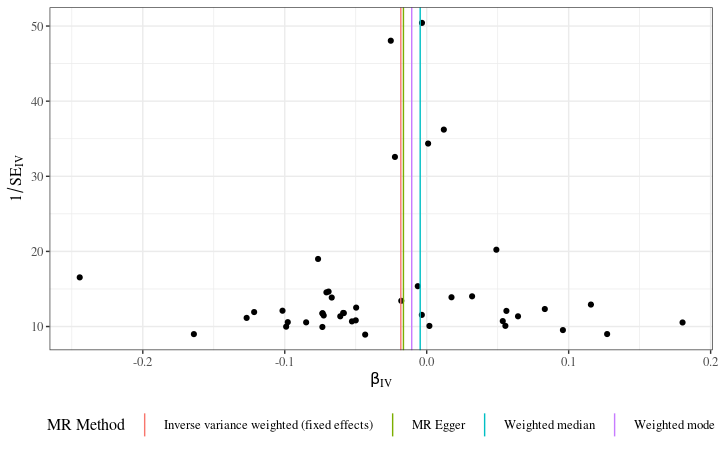 50
40
30
20
10
1/SE_IV
-0.2 -0.1 0.0 0.1 0.2
β_IV
MR Method Inverse variance weighted (fixed effects) MR Egger Weighted median Weighted mode